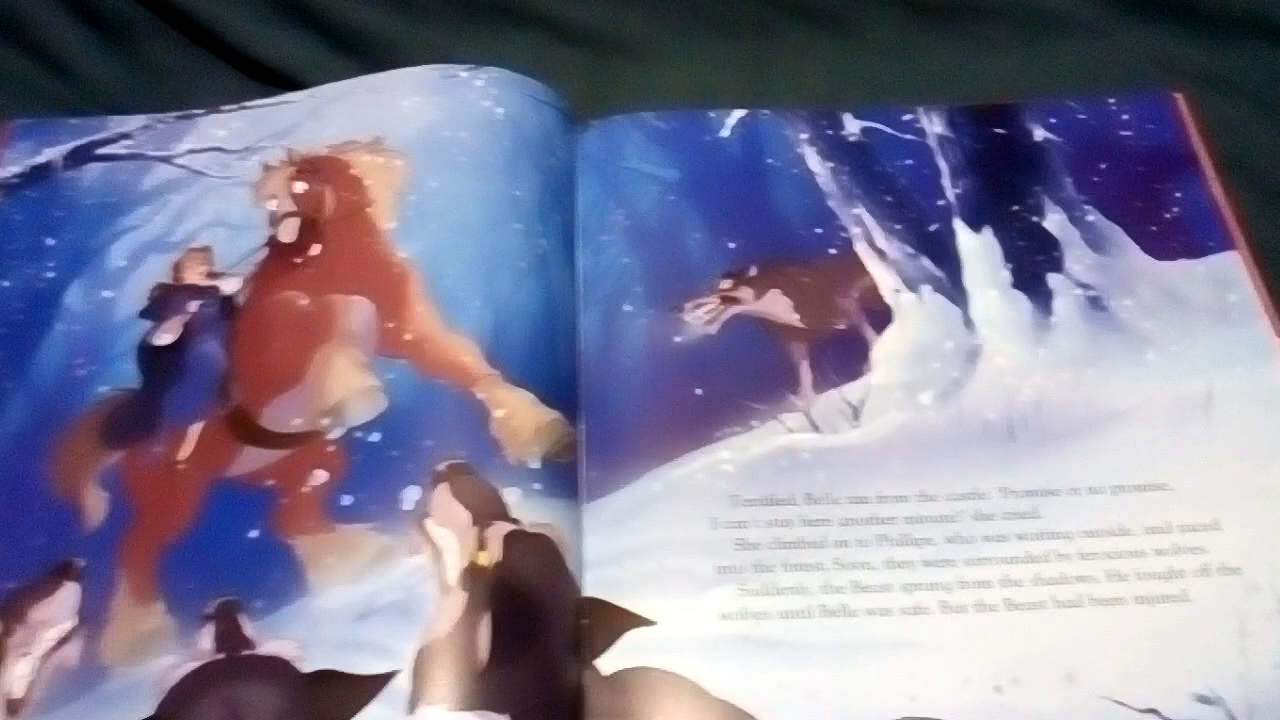 Terrified, Belle ran from the castle. "Promise or no promise,
I can't stay here another minute!" she cried.
She climbed on to Phillipe, who was waiting outside, and raced
into the forest. Soon, they were surrounded by ferocious wolves.
Suddenly, the Beast sprang from the shadows. He fought off the
wolves until Belle was safe. But the Beast had been injured.